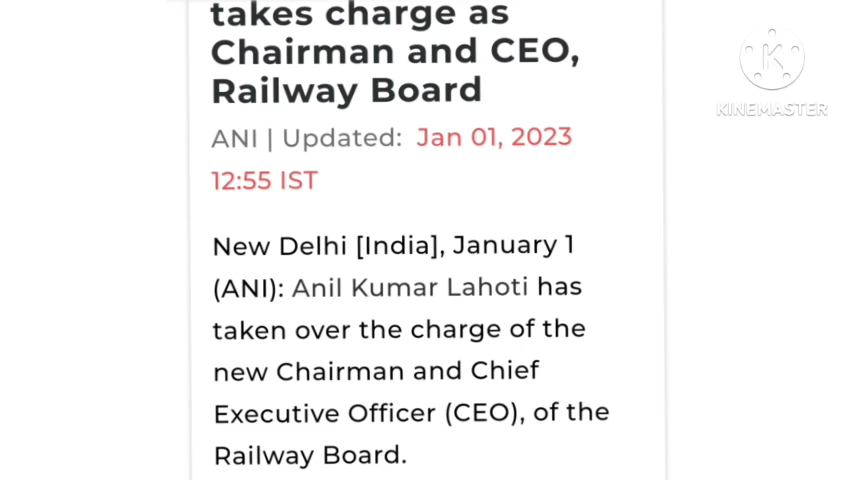 takes charge as
Chairman and CEO,
Railway Board
ANI | Updated: Jan 01, 2023
12:55 IST
New Delhi [India], January 1
(ANI): Anil Kumar Lahoti has
taken over the charge of the
new Chairman and Chief
Executive Officer (CEO), of the
Railway Board.
K
KINEMASTER